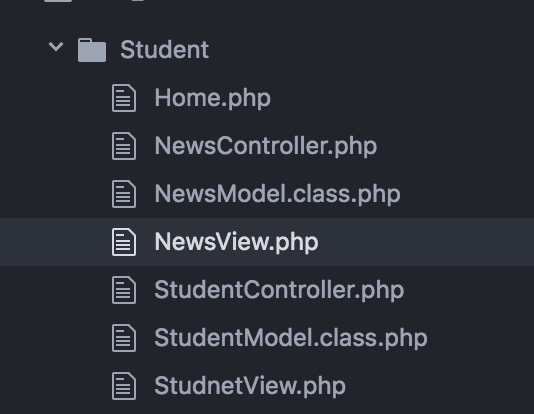 Student
Home.php
NewsController.php
NewsModel.class.php
NewsView.php
StudentController.php
StudentModel.class.php
StudnetView.php